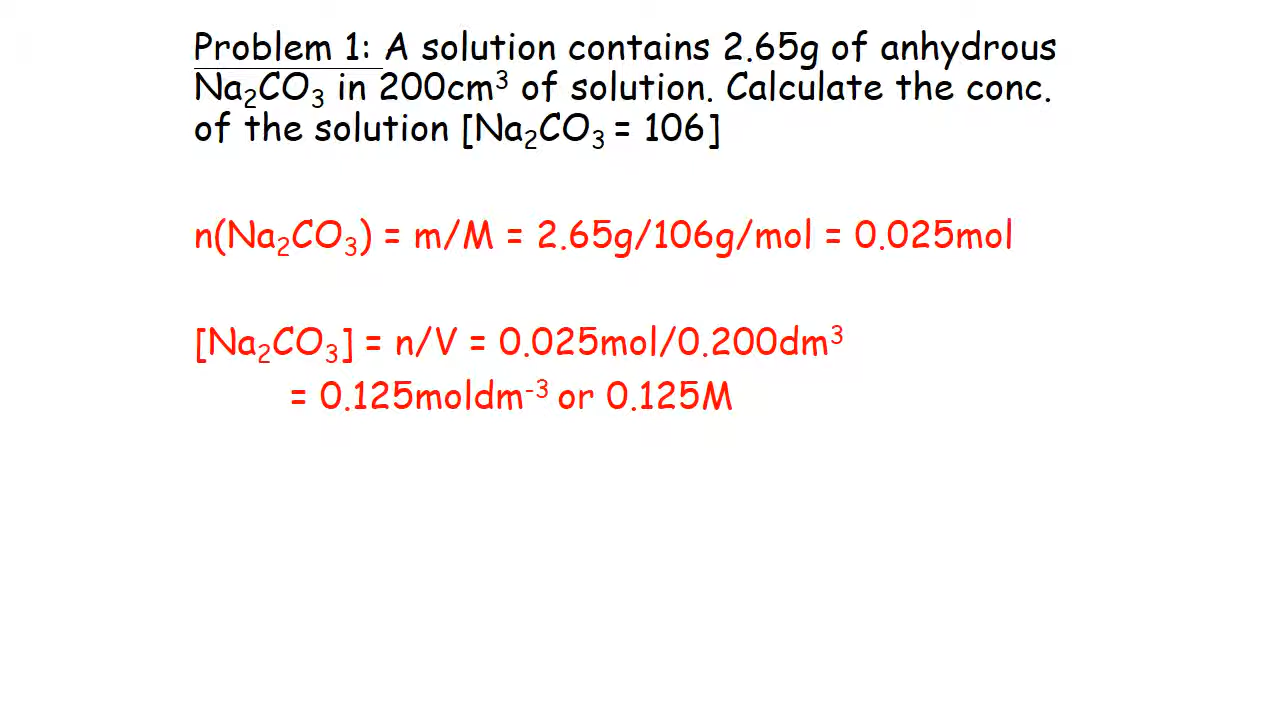 Problem 1: A solution contains 2.65g of anhydrous
Na₂CO₃ in 200cm³ of solution. Calculate the conc.
of the solution [Na₂CO₃ = 106]
n(Na₂CO₃) = m/M = 2.65g/106g/mol = 0.025mol
[Na₂CO₃] = n/V = 0.025mol/0.200dm³
= 0.125moldm⁻³ or 0.125M